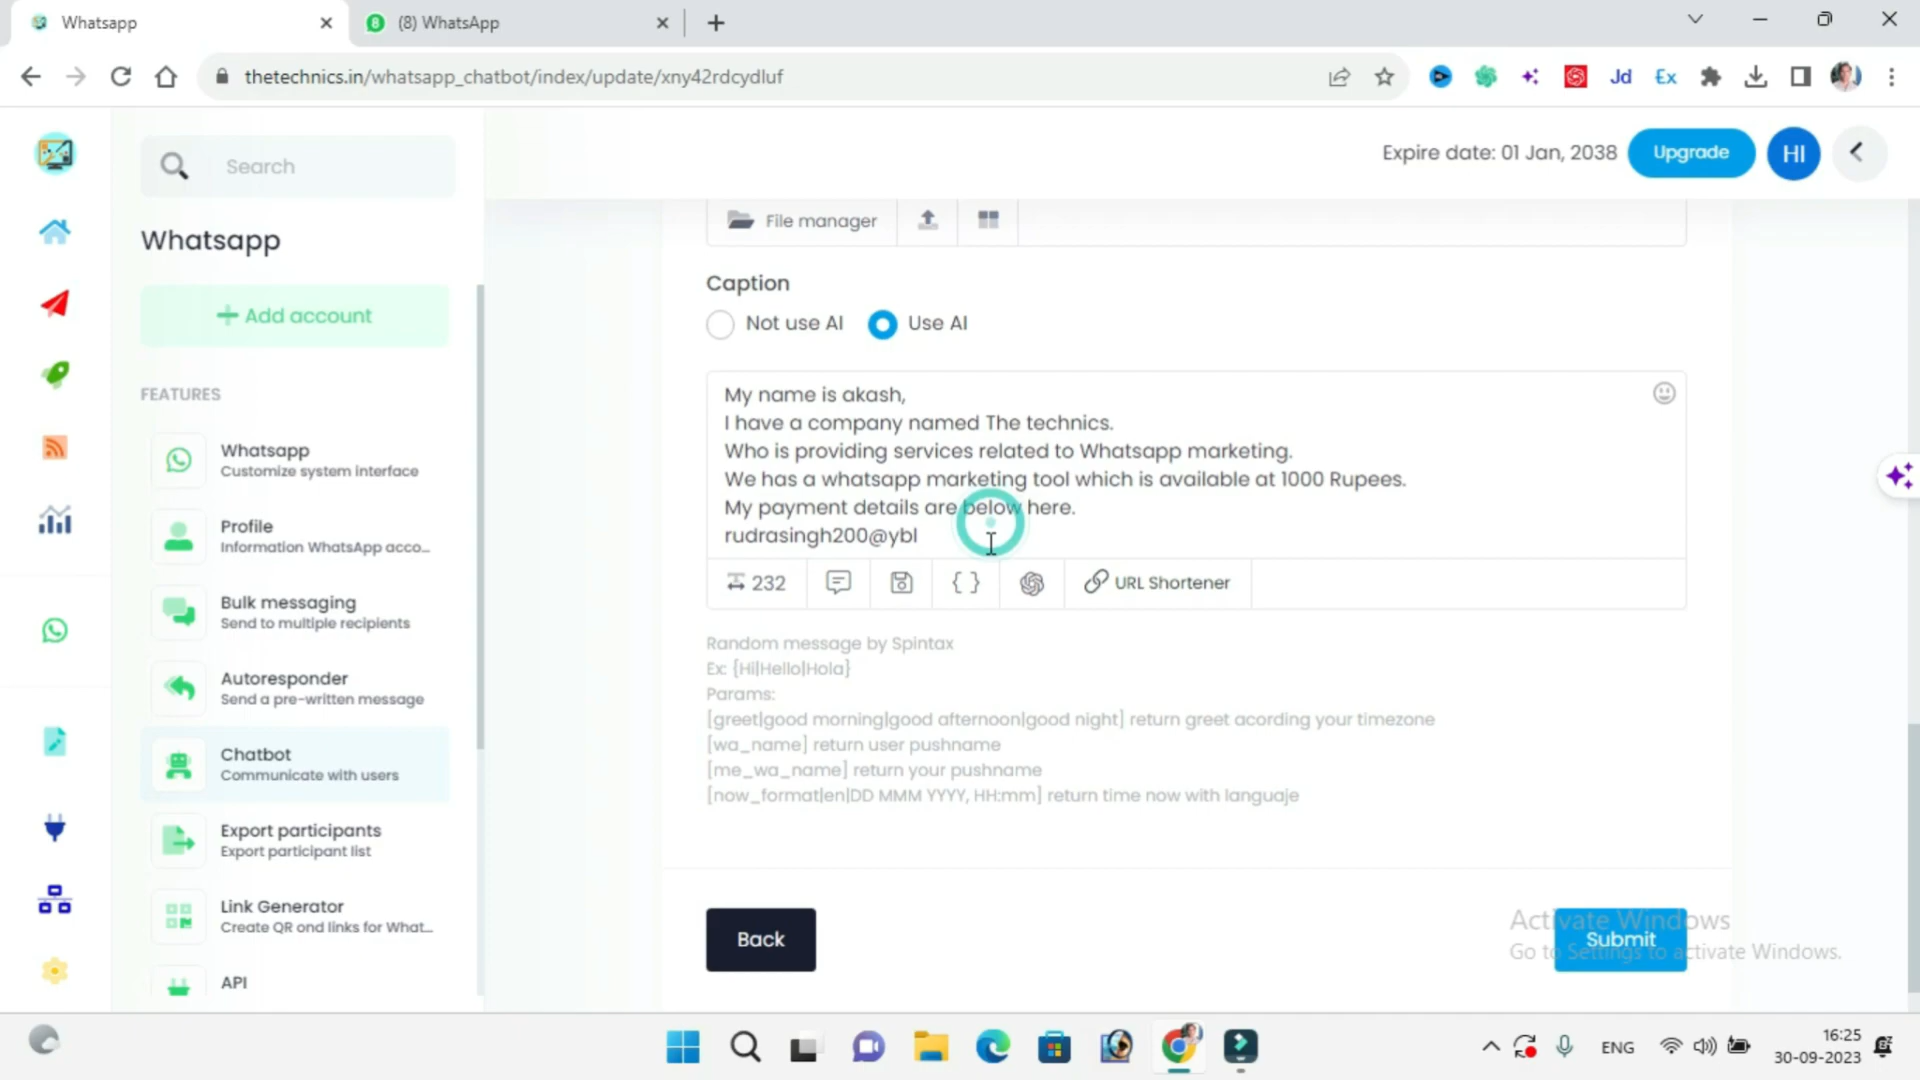 Whatsapp
8
(8) WhatsApp
thetechnics.in/whatsapp_chatbot/index/update/xny42rdcydluf
Jd
Ex
Search
Expire date: 01 Jan, 2038
Upgrade
HI
Whatsapp
Add account
FEATURES
Whatsapp
Customize system interface
Profile
Information WhatsApp acco...
Bulk messaging
Send to multiple recipients
Autoresponder
Send a pre-written message
Chatbot
Communicate with users
Export participants
Export participant list
Link Generator
Create QR and links for What...
API
File manager
Caption
Not use AI
Use AI
My name is akash,
I have a company named The technics.
Who is providing services related to Whatsapp marketing.
We has a whatsapp marketing tool which is available at 1000 Rupees.
My payment details are below here.
rudrasingh200@ybl
232
{ }
URL Shortener
Random message by Spintax
Ex: {Hi|Hello|Hola}
Params:
[greet|good morning|good afternoon|good night] return greet acording your timezone
[wa_name] return user pushname
[me_wa_name] return your pushname
[now_format|en|DD MMM YYYY, HH:mm] return time now with languaje
Back
Submit
Activate Windows
Go to Settings to activate Windows.
ENG
16:25
30-09-2023